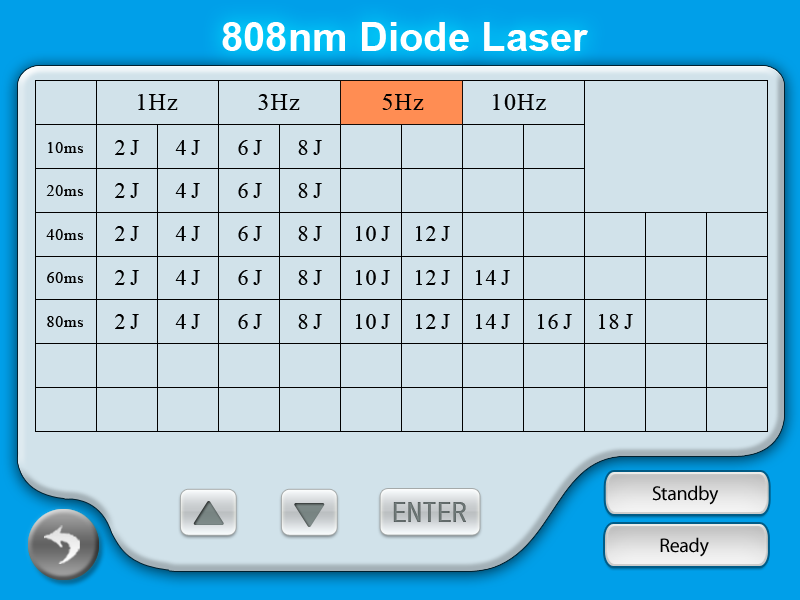 808nm Diode Laser
1Hz 3Hz 5Hz 10Hz
10ms 2 J 4 J 6 J 8 J
20ms 2 J 4 J 6 J 8 J
40ms 2 J 4 J 6 J 8 J 10 J 12 J
60ms 2 J 4 J 6 J 8 J 10 J 12 J 14 J
80ms 2 J 4 J 6 J 8 J 10 J 12 J 14 J 16 J 18 J
ENTER
Standby
Ready